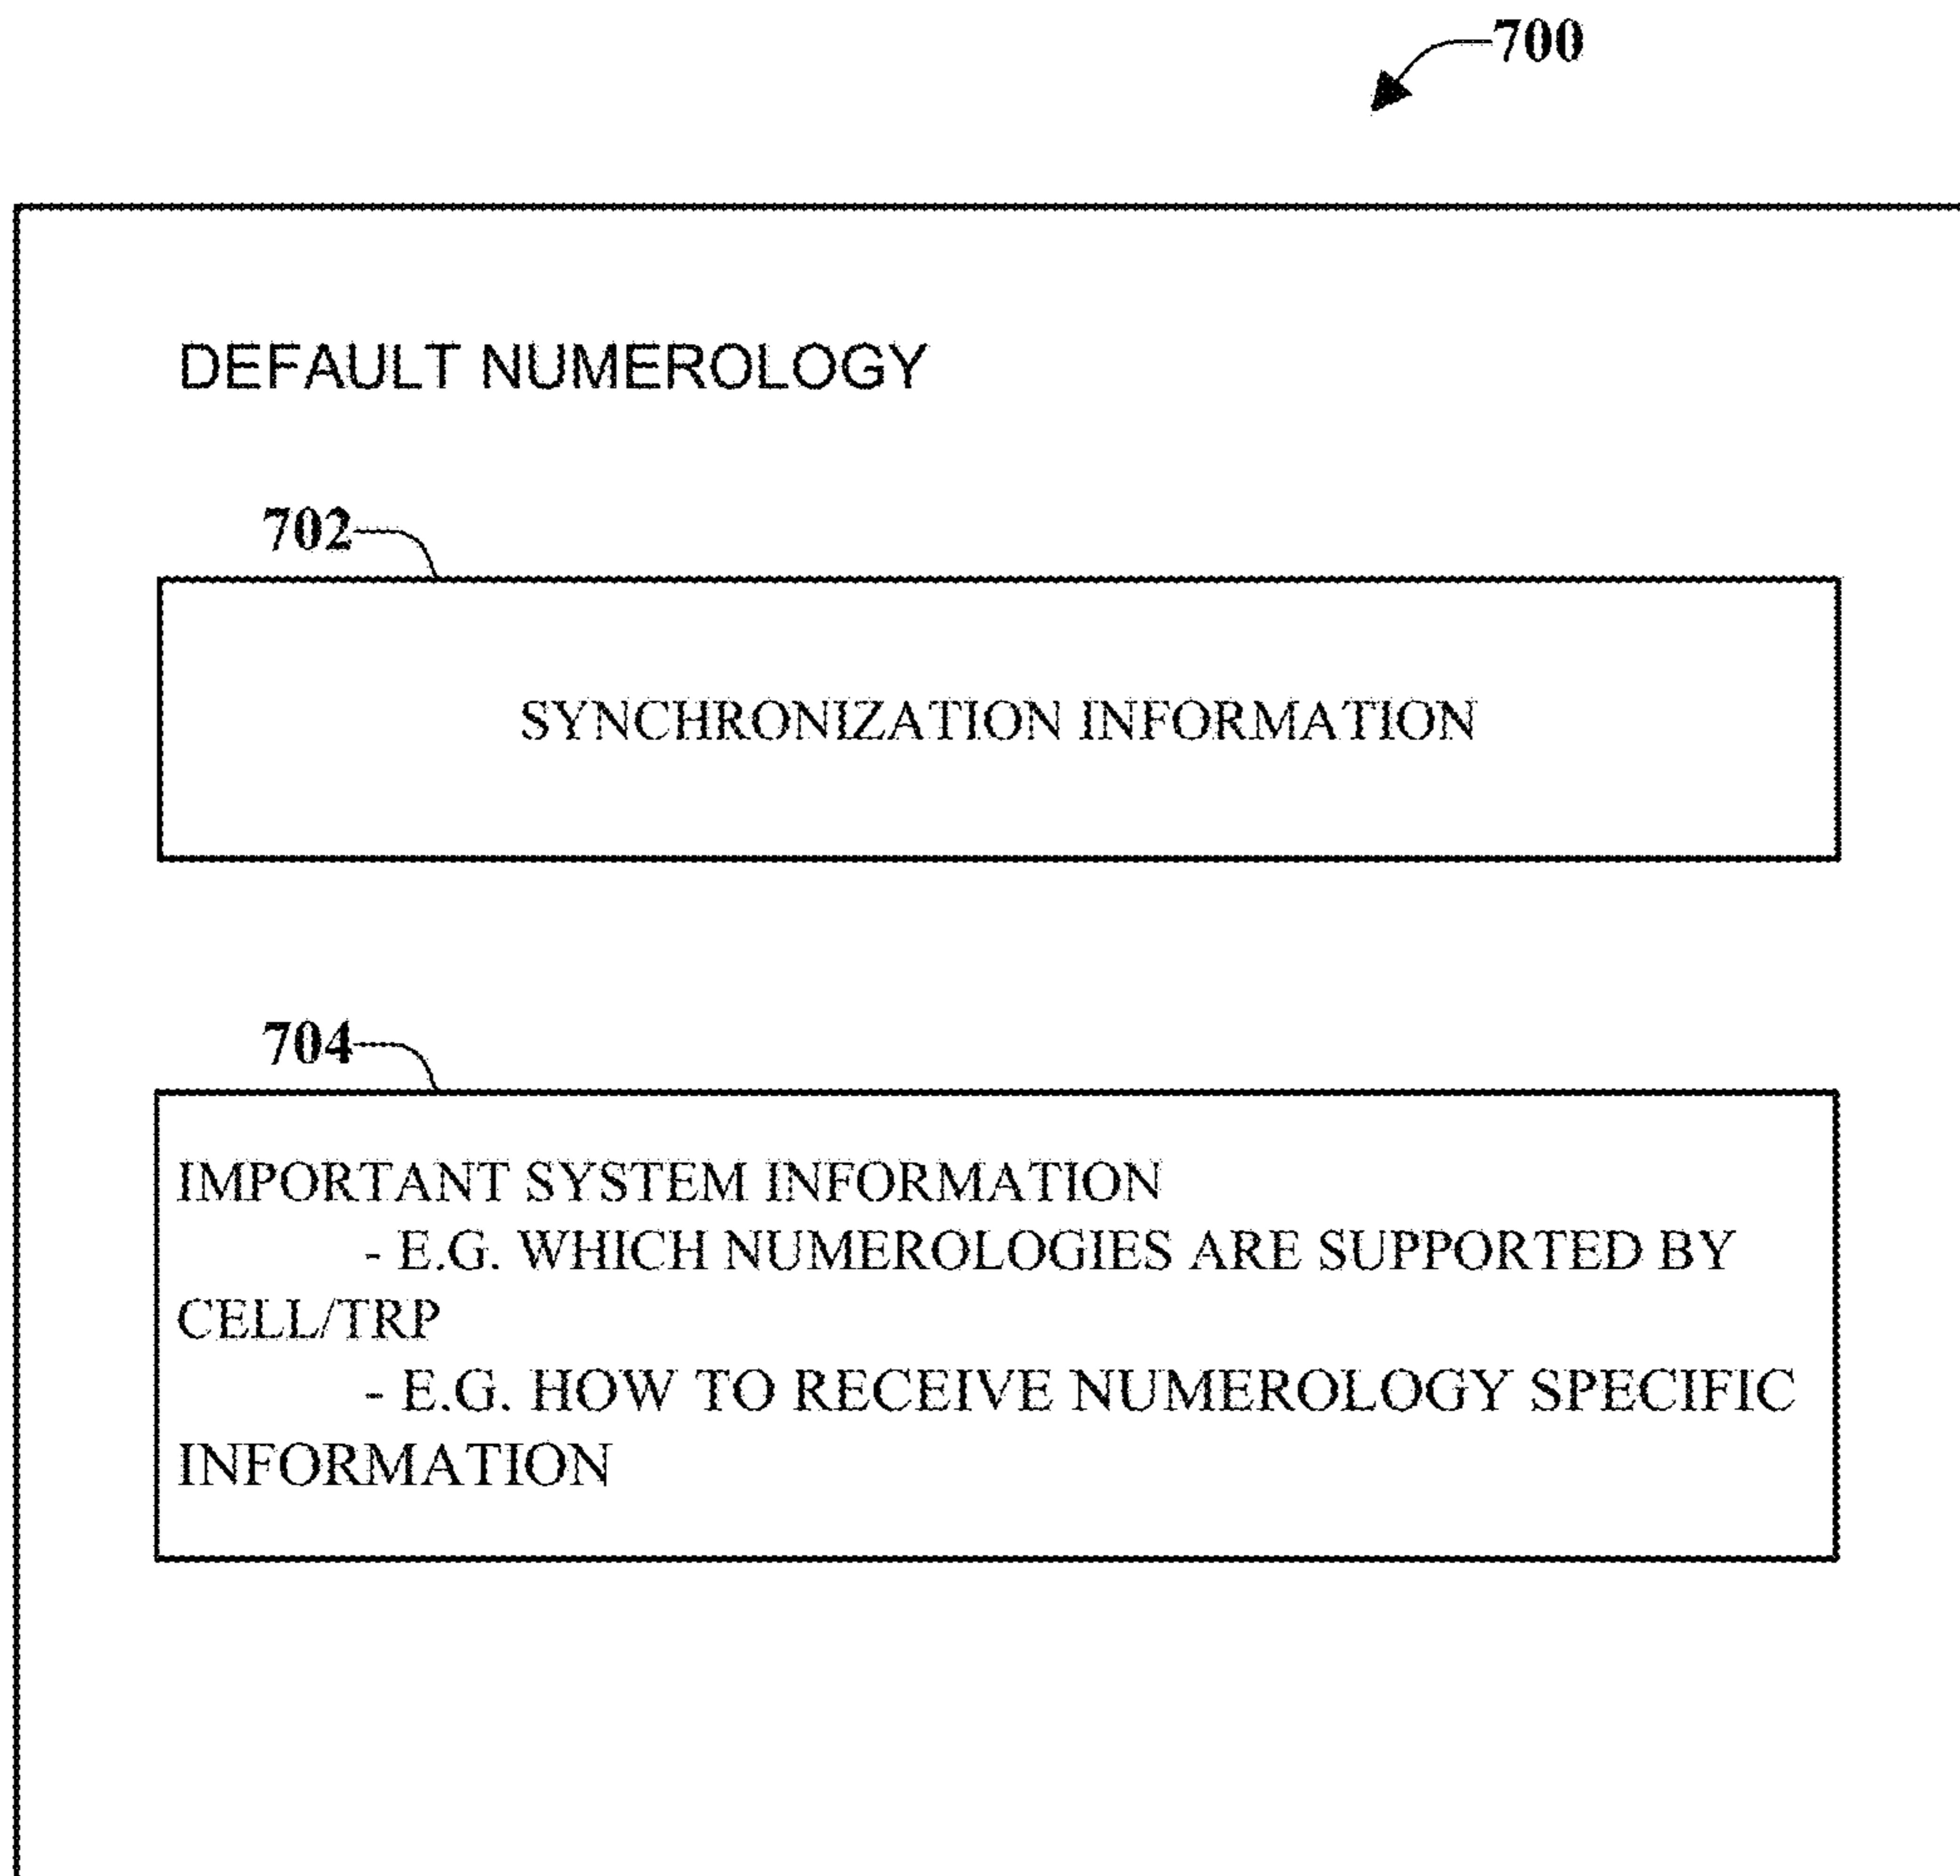 700
DEFAULT NUMEROLOGY
702
SYNCHRONIZATION INFORMATION
704
IMPORTANT SYSTEM INFORMATION
- E.G. WHICH NUMEROLOGIES ARE SUPPORTED BY
CELL/TRP
- E.G. HOW TO RECEIVE NUMEROLOGY SPECIFIC
INFORMATION